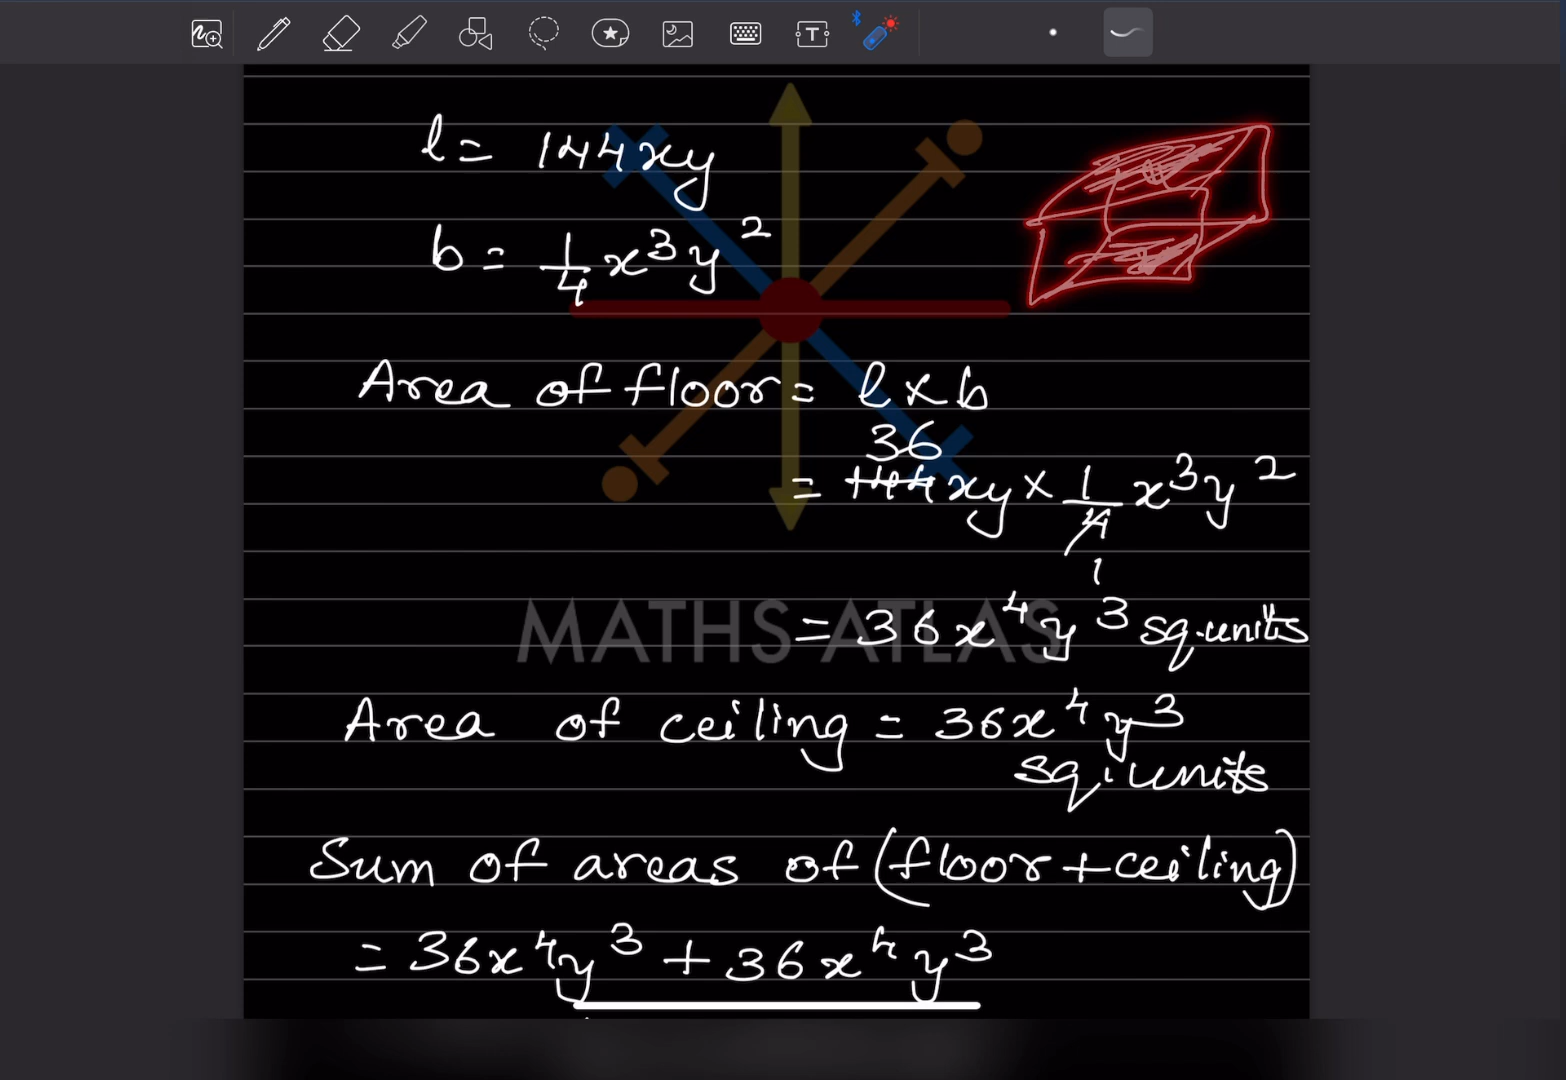 l = 144xy
b = 1/4 x³y²
Area of floor = l × b
36
= 144xy × 1/4 x³y²
1
= 36x⁴y³ sq.units
MATHS ATLAS
Area of ceiling = 36x⁴y³
sq.units
Sum of areas of (floor+ceiling)
= 36x⁴y³ + 36x⁴y³